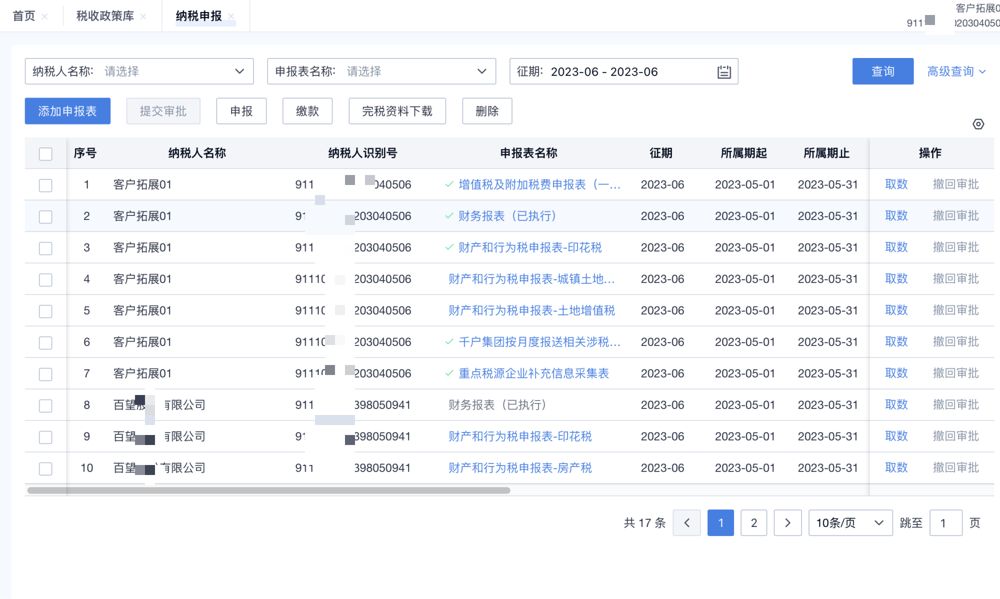 首页 税收政策库 纳税申报
客户拓展0
911 20304050
纳税人名称: 请选择 申报表名称: 请选择 征期: 2023-06 - 2023-06 查询 高级查询
添加申报表 提交审批 申报 缴款 完税资料下载 删除
序号 纳税人名称 纳税人识别号 申报表名称 征期 所属期起 所属期止 操作
1 客户拓展01 911 040506 增值税及附加税费申报表（一... 2023-06 2023-05-01 2023-05-31 取数 撤回审批
2 客户拓展01 91 203040506 财务报表（已执行） 2023-06 2023-05-01 2023-05-31 取数 撤回审批
3 客户拓展01 911 203040506 财产和行为税申报表-印花税 2023-06 2023-05-01 2023-05-31 取数 撤回审批
4 客户拓展01 91110 203040506 财产和行为税申报表-城镇土地... 2023-06 2023-05-01 2023-05-31 取数 撤回审批
5 客户拓展01 91110 203040506 财产和行为税申报表-土地增值税 2023-06 2023-05-01 2023-05-31 取数 撤回审批
6 客户拓展01 91110 203040506 千户集团按月度报送相关涉税... 2023-06 2023-05-01 2023-05-31 取数 撤回审批
7 客户拓展01 91110 203040506 重点税源企业补充信息采集表 2023-06 2023-05-01 2023-05-31 取数 撤回审批
8 百望股 有限公司 911 398050941 财务报表（已执行） 2023-06 2023-05-01 2023-05-31 取数 撤回审批
9 百望 有限公司 91 398050941 财产和行为税申报表-印花税 2023-06 2023-05-01 2023-05-31 取数 撤回审批
10 百望 有限公司 911 398050941 财产和行为税申报表-房产税 2023-06 2023-05-01 2023-05-31 取数 撤回审批
共 17 条 1 2 10条/页 跳至 1 页